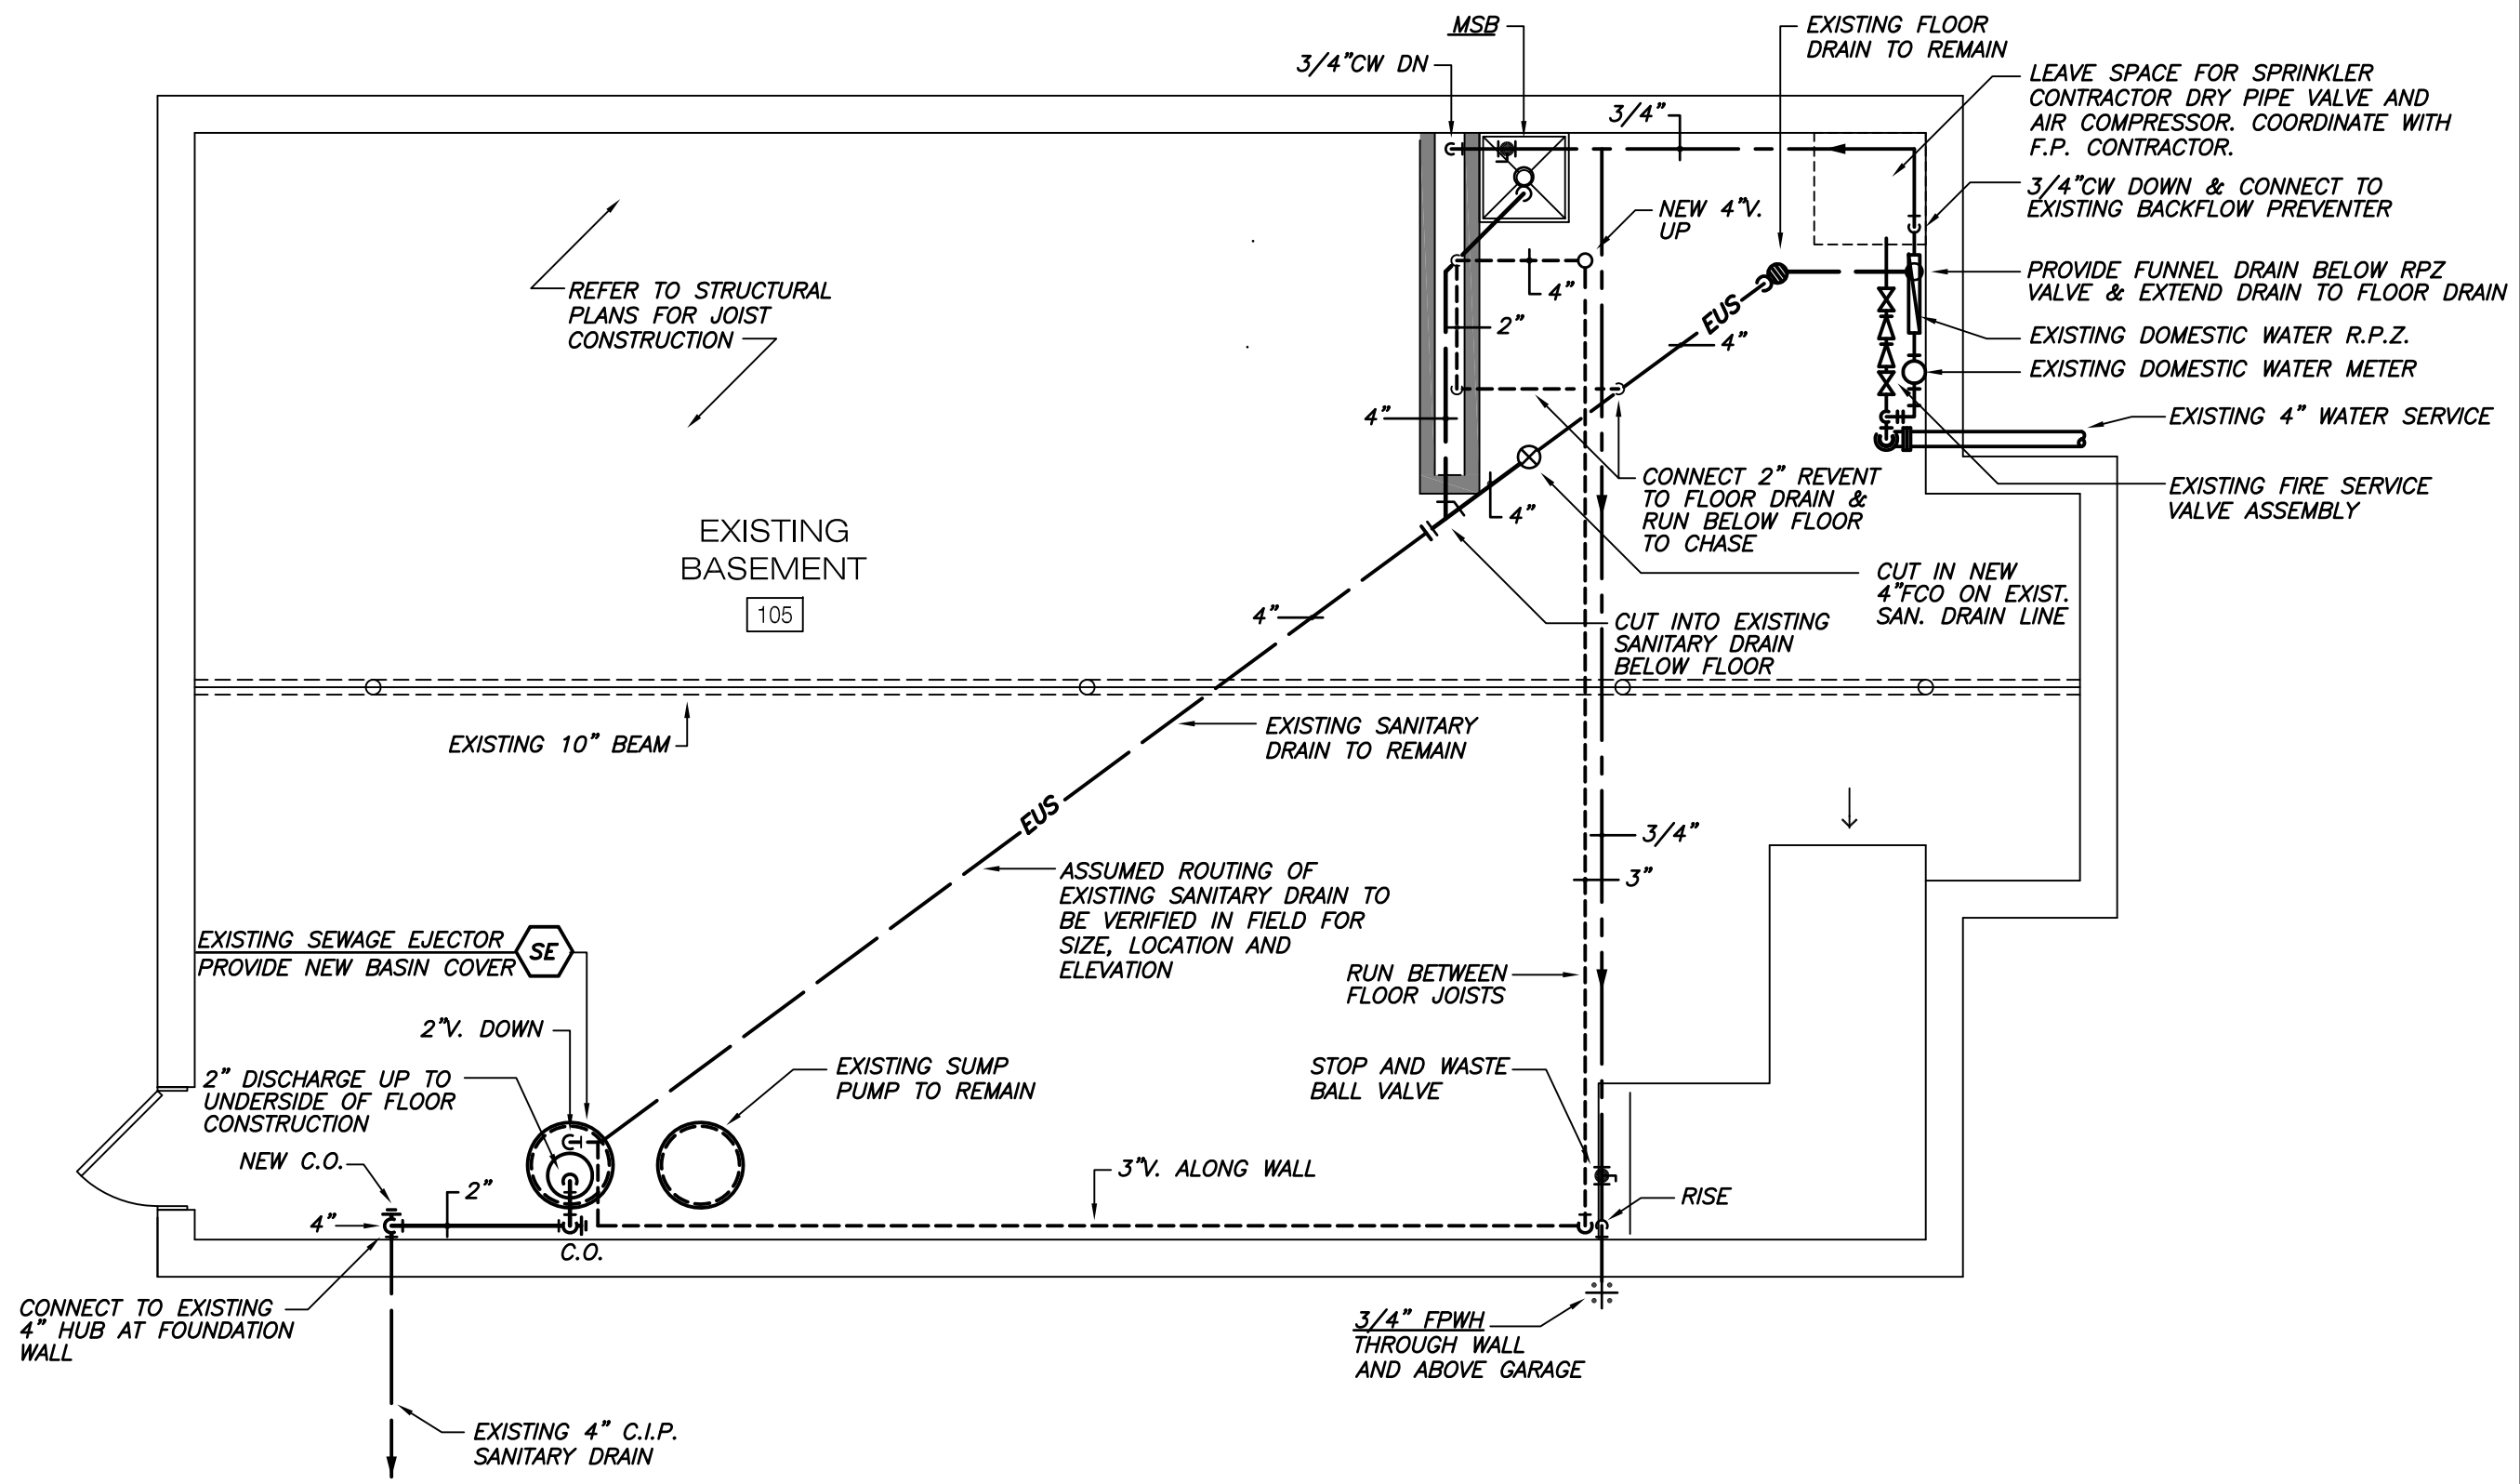 MSB
3/4"CW DN
EXISTING FLOOR
DRAIN TO REMAIN
3/4"
LEAVE SPACE FOR SPRINKLER
CONTRACTOR DRY PIPE VALVE AND
AIR COMPRESSOR. COORDINATE WITH
F.P. CONTRACTOR.
3/4"CW DOWN & CONNECT TO
EXISTING BACKFLOW PREVENTER
NEW 4"V.
UP
PROVIDE FUNNEL DRAIN BELOW RPZ
VALVE & EXTEND DRAIN TO FLOOR DRAIN
REFER TO STRUCTURAL
PLANS FOR JOIST
CONSTRUCTION
4"
2"
EUS
4"
EXISTING DOMESTIC WATER R.P.Z.
EXISTING DOMESTIC WATER METER
4"
EXISTING 4" WATER SERVICE
CONNECT 2" REVENT
TO FLOOR DRAIN &
RUN BELOW FLOOR
TO CHASE
EXISTING FIRE SERVICE
VALVE ASSEMBLY
4"
EXISTING
BASEMENT
105
CUT IN NEW
4"FCO ON EXIST.
SAN. DRAIN LINE
4"
CUT INTO EXISTING
SANITARY DRAIN
BELOW FLOOR
EXISTING 10" BEAM
EXISTING SANITARY
DRAIN TO REMAIN
EUS
3/4"
3"
ASSUMED ROUTING OF
EXISTING SANITARY DRAIN TO
BE VERIFIED IN FIELD FOR
SIZE, LOCATION AND
ELEVATION
EXISTING SEWAGE EJECTOR
PROVIDE NEW BASIN COVER
SE
RUN BETWEEN
FLOOR JOISTS
2"V. DOWN
2" DISCHARGE UP TO
UNDERSIDE OF FLOOR
CONSTRUCTION
EXISTING SUMP
PUMP TO REMAIN
STOP AND WASTE
BALL VALVE
NEW C.O.
2"
3"V. ALONG WALL
RISE
4"
C.O.
CONNECT TO EXISTING
4" HUB AT FOUNDATION
WALL
3/4" FPWH
THROUGH WALL
AND ABOVE GARAGE
EXISTING 4" C.I.P.
SANITARY DRAIN